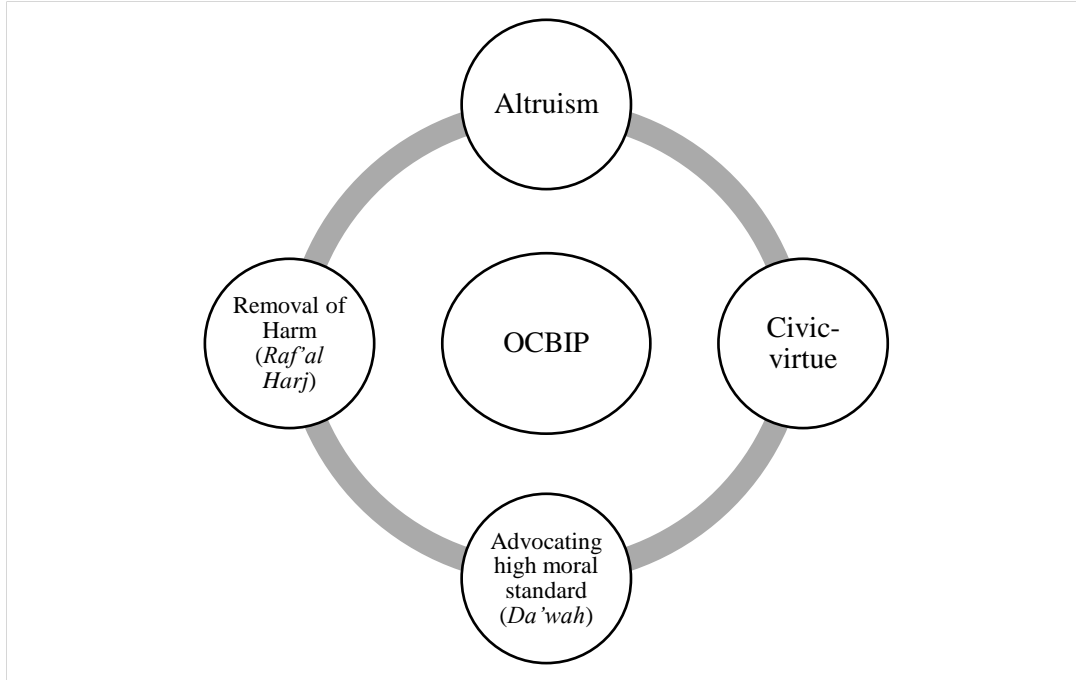 Altruism
Removal of
Harm
(Raf’al
Harj)
OCBIP
Civic-
virtue
Advocating
high moral
standard
(Da’wah)